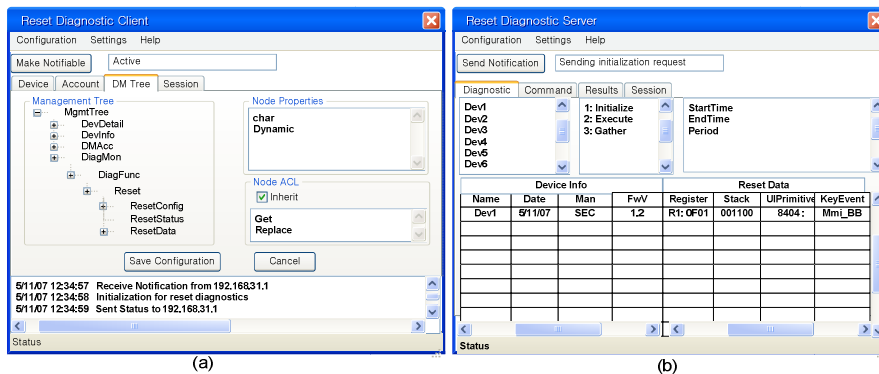 Reset Diagnostic Client
Configuration Settings Help
Make Notifiable Active
Device Account DM Tree Session
Management Tree
MgmtTree
DevDetail
DevInfo
DMAcc
DiagMon
DiagFunc
Reset
ResetConfig
ResetStatus
ResetData
Node Properties
char
Dynamic
Node ACL
Inherit
Get
Replace
Save Configuration Cancel
5/11/07 12:34:57 Receive Notification from 192.168.31.1
5/11/07 12:34:58 Initialization for reset diagnostics
5/11/07 12:34:59 Sent Status to 192.168.31.1
Status
(a)
Reset Diagnostic Server
Configuration Settings Help
Send Notification Sending initialization request
Diagnostic Command Results Session
Dev1
Dev2
Dev3
Dev4
Dev5
Dev6
1: Initialize
2: Execute
3: Gather
StartTime
EndTime
Period
Device Info Reset Data
Name Date Man FwV Register Stack UIPrimitive KeyEvent
Dev1 5/11/07 SEC 1.2 R1: 0F01 001100 8404 : Mmi_BB
Status
(b)